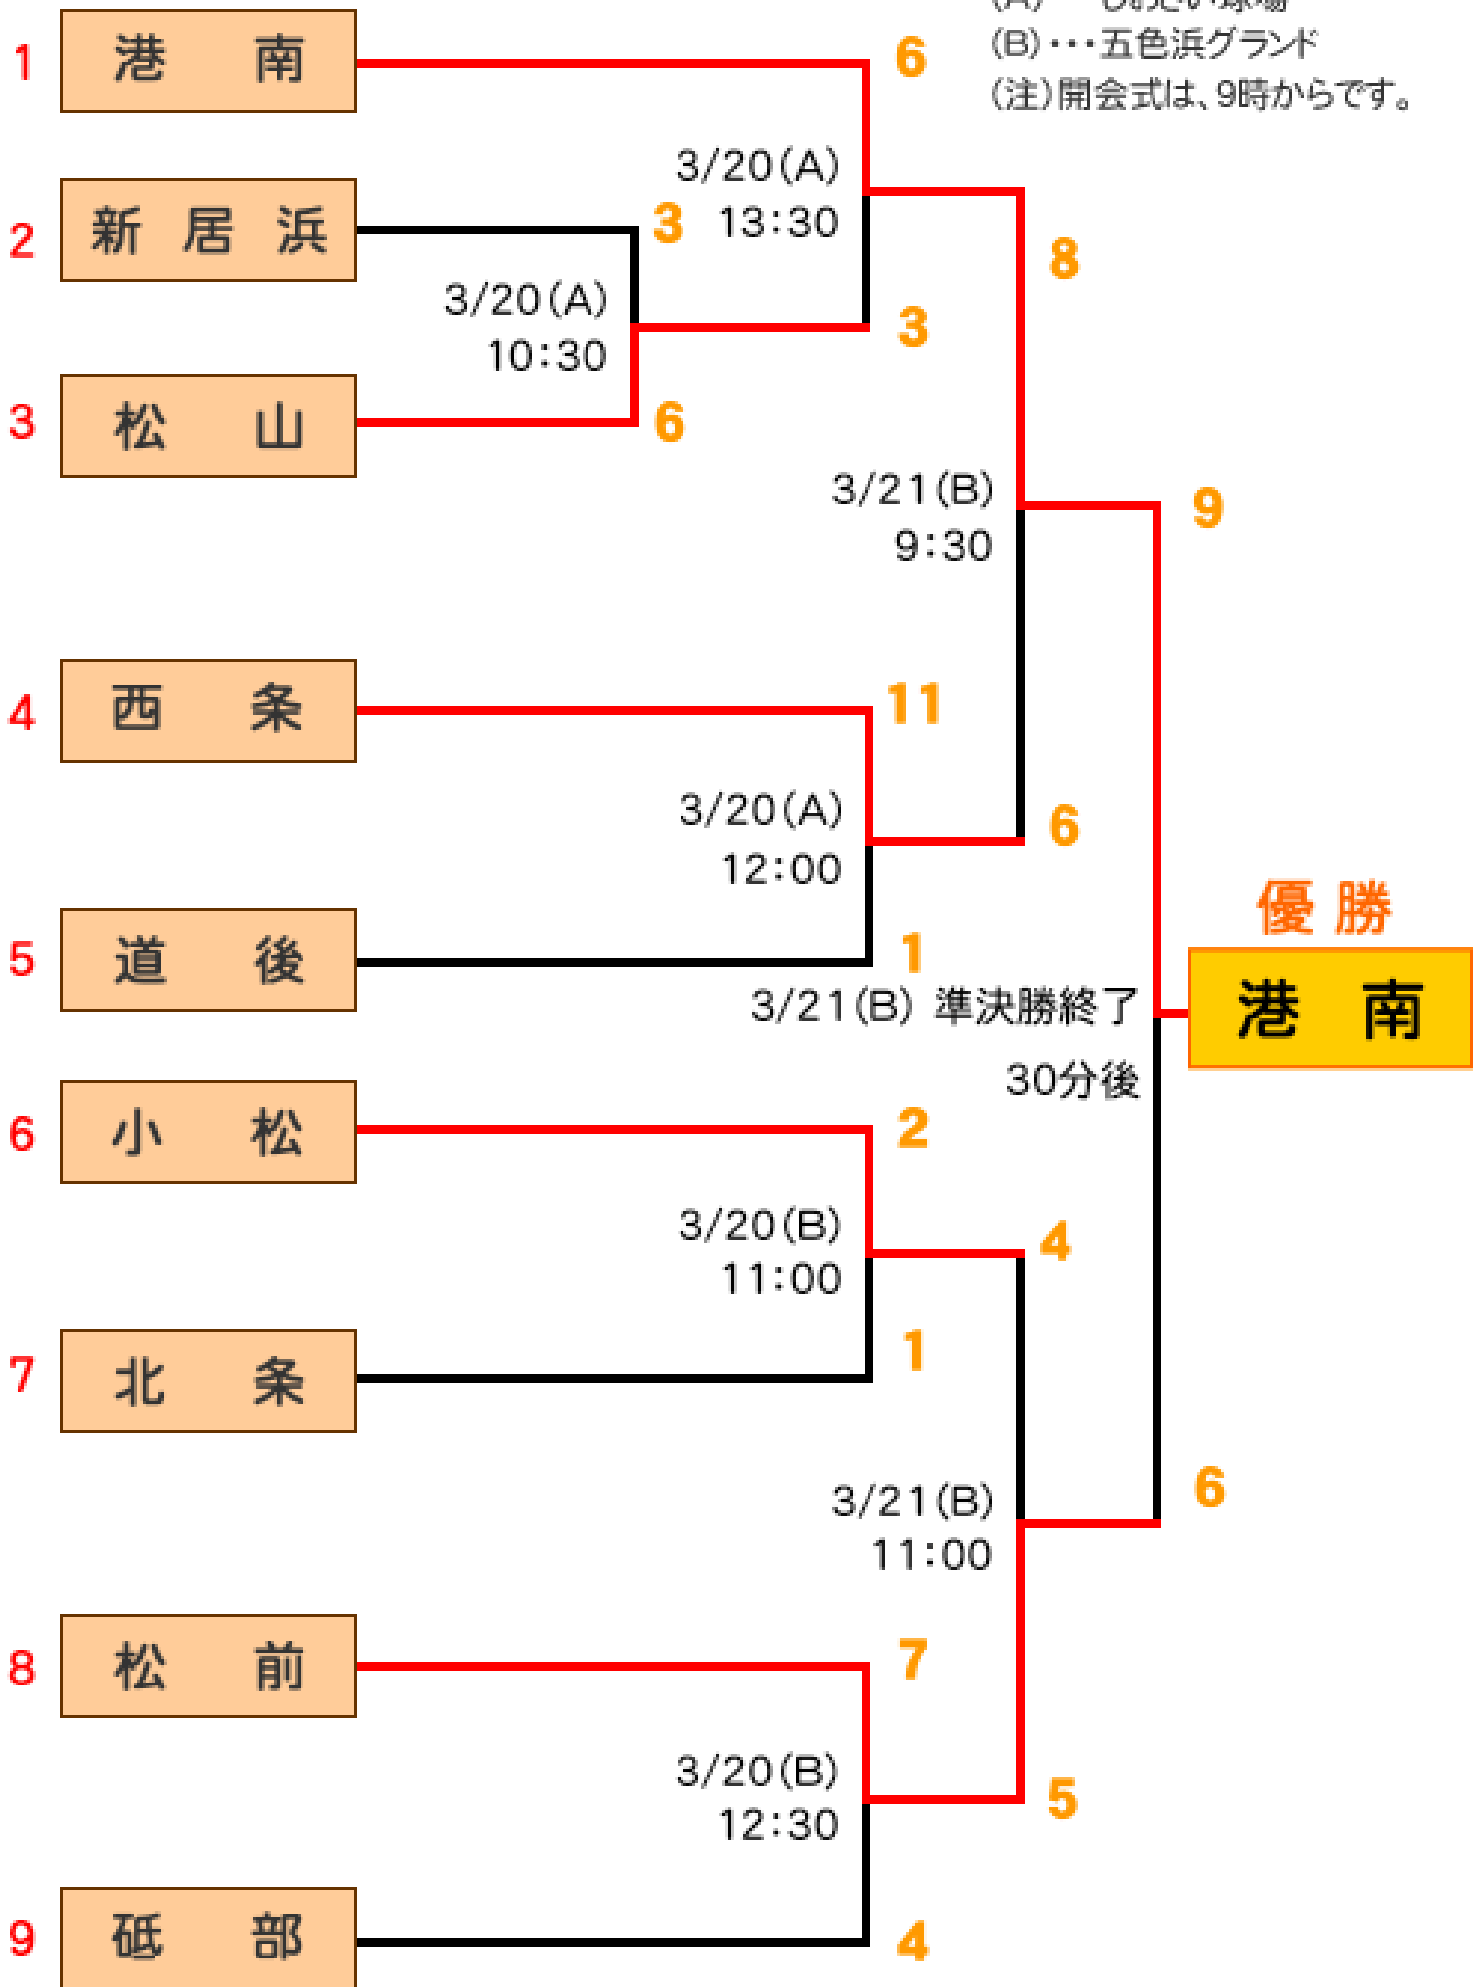 (B)･･･五色浜グランド
(注)開会式は、9時からです。
1 港 南 6
3/20(A)
13:30
2 新 居 浜 3
3/20(A)
10:30
3
3 松 山 6
8
3/21(B)
9:30
9
4 西 条 11
3/20(A)
12:00
6
5 道 後 1
優 勝
港 南
3/21(B) 準決勝終了
30分後
6 小 松 2
3/20(B)
11:00
4
7 北 条 1
3/21(B)
11:00
6
8 松 前 7
3/20(B)
12:30
5
9 砥 部 4